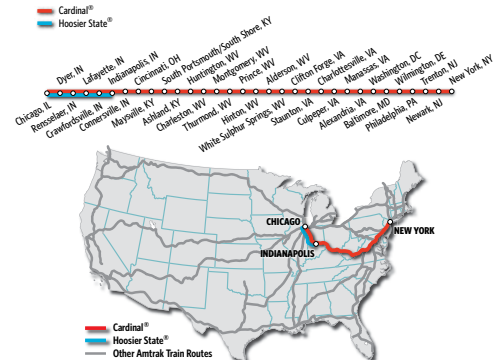 Cardinal®
Hoosier State®
Chicago, IL
Dyer, IN
Rensselaer, IN
Lafayette, IN
Crawfordsville, IN
Indianapolis, IN
Connersville, IN
Cincinnati, OH
Maysville, KY
South Portsmouth/South Shore, KY
Ashland, KY
Huntington, WV
Charleston, WV
Montgomery, WV
Thurmond, WV
Prince, WV
Hinton, WV
Alderson, WV
White Sulphur Springs, WV
Clifton Forge, VA
Staunton, VA
Charlottesville, VA
Culpeper, VA
Manassas, VA
Alexandria, VA
Washington, DC
Baltimore, MD
Wilmington, DE
Philadelphia, PA
Trenton, NJ
Newark, NJ
New York, NY
CHICAGO
INDIANAPOLIS
NEW YORK
Cardinal®
Hoosier State®
Other Amtrak Train Routes